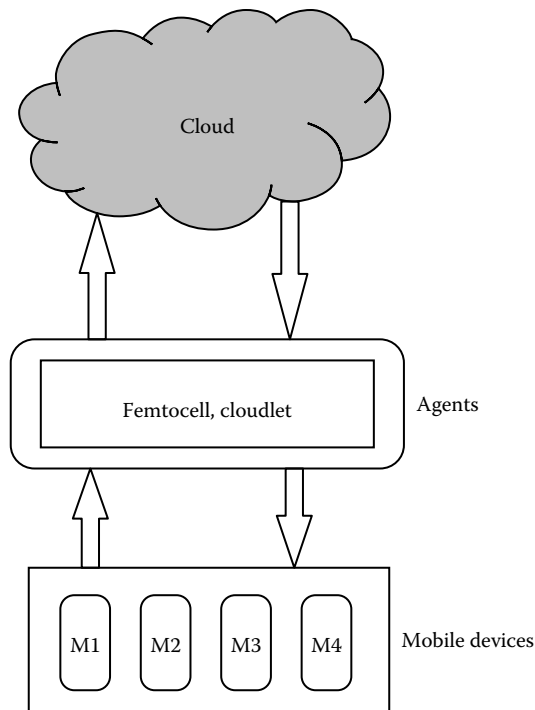 Cloud
Femtocell, cloudlet
Agents
M1 M2 M3 M4
Mobile devices